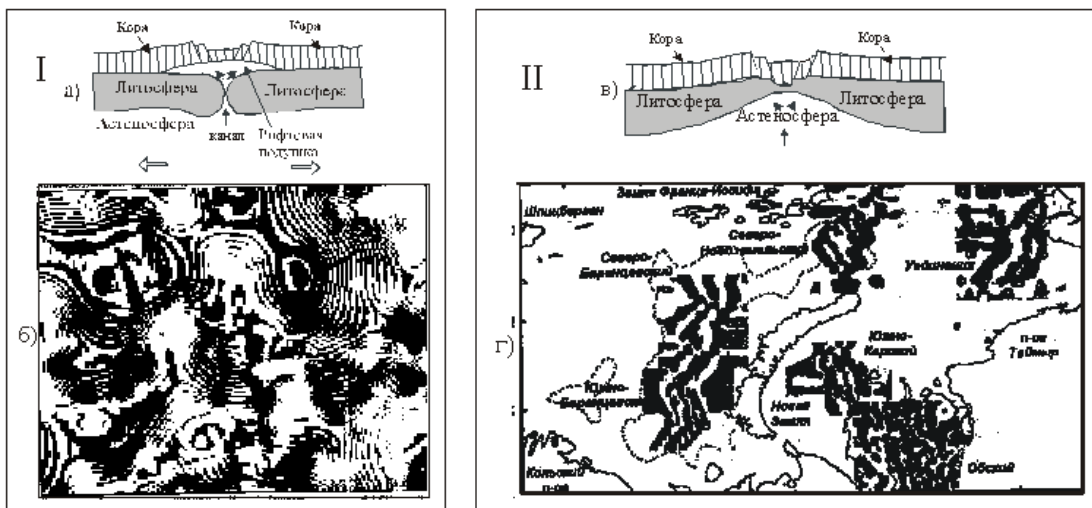 I
а)
Кора
Кора
Литосфера
Литосфера
Астеносфера
канал
Рифтовая
подушка
б)
II
в)
Кора
Кора
Литосфера
Литосфера
Астеносфера
г)
Шпицберген
Земля Франца-Иосифа
Северо-
Баренцевский
Северо-
Южно-
Баренцевский
Кольский
п-ов
Новая
Земля
Южно-
Карский
п-ов
Таймыр
Обский